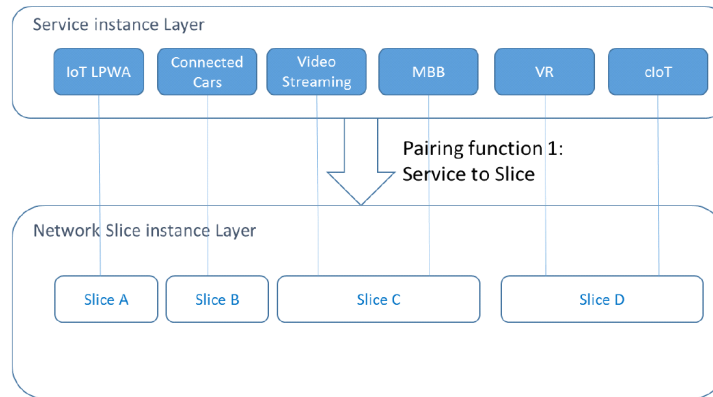 Service instance Layer
IoT LPWA
Connected
Cars
Video
Streaming
MBB
VR
cIoT
Pairing function 1:
Service to Slice
Network Slice instance Layer
Slice A
Slice B
Slice C
Slice D